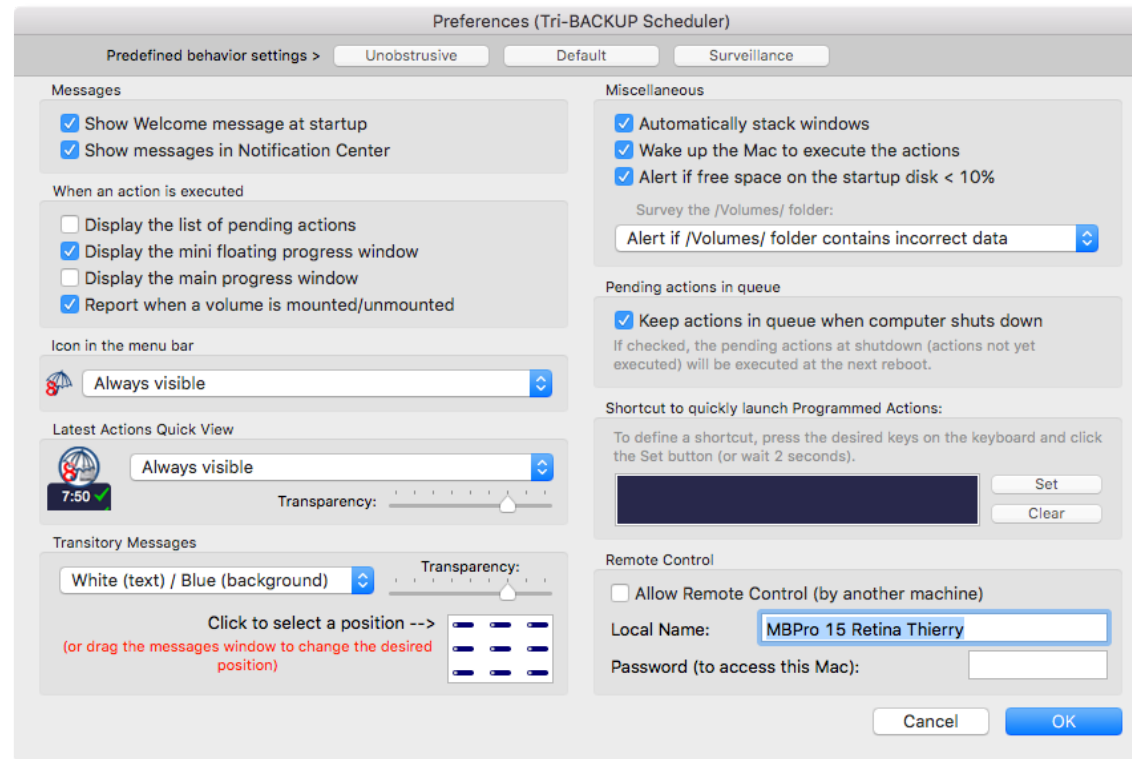 Preferences (Tri-BACKUP Scheduler)
Predefined behavior settings > Unobstrusive Default Surveillance
Messages
Show Welcome message at startup
Show messages in Notification Center
When an action is executed
Display the list of pending actions
Display the mini floating progress window
Display the main progress window
Report when a volume is mounted/unmounted
Icon in the menu bar
8 Always visible
Latest Actions Quick View
8 Always visible
7:50
Transparency:
Transitory Messages
White (text) / Blue (background)
Transparency:
Click to select a position -->
(or drag the messages window to change the desired
position)
Miscellaneous
Automatically stack windows
Wake up the Mac to execute the actions
Alert if free space on the startup disk < 10%
Survey the /Volumes/ folder:
Alert if /Volumes/ folder contains incorrect data
Pending actions in queue
Keep actions in queue when computer shuts down
If checked, the pending actions at shutdown (actions not yet
executed) will be executed at the next reboot.
Shortcut to quickly launch Programmed Actions:
To define a shortcut, press the desired keys on the keyboard and click
the Set button (or wait 2 seconds).
Set
Clear
Remote Control
Allow Remote Control (by another machine)
Local Name: MBPro 15 Retina Thierry
Password (to access this Mac):
Cancel OK